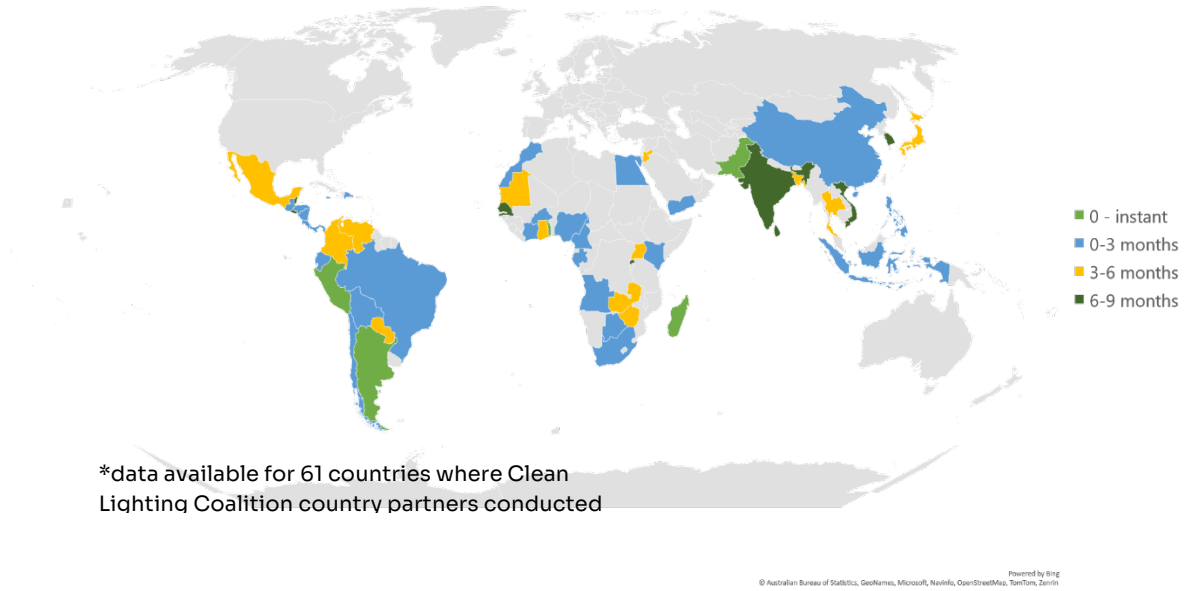 0 - instant
0-3 months
3-6 months
6-9 months
*data available for 61 countries where Clean
Lighting Coalition country partners conducted
Powered by Bing
© Australian Bureau of Statistics, GeoNames, Microsoft, Navinfo, OpenStreetMap, TomTom, Zenrin